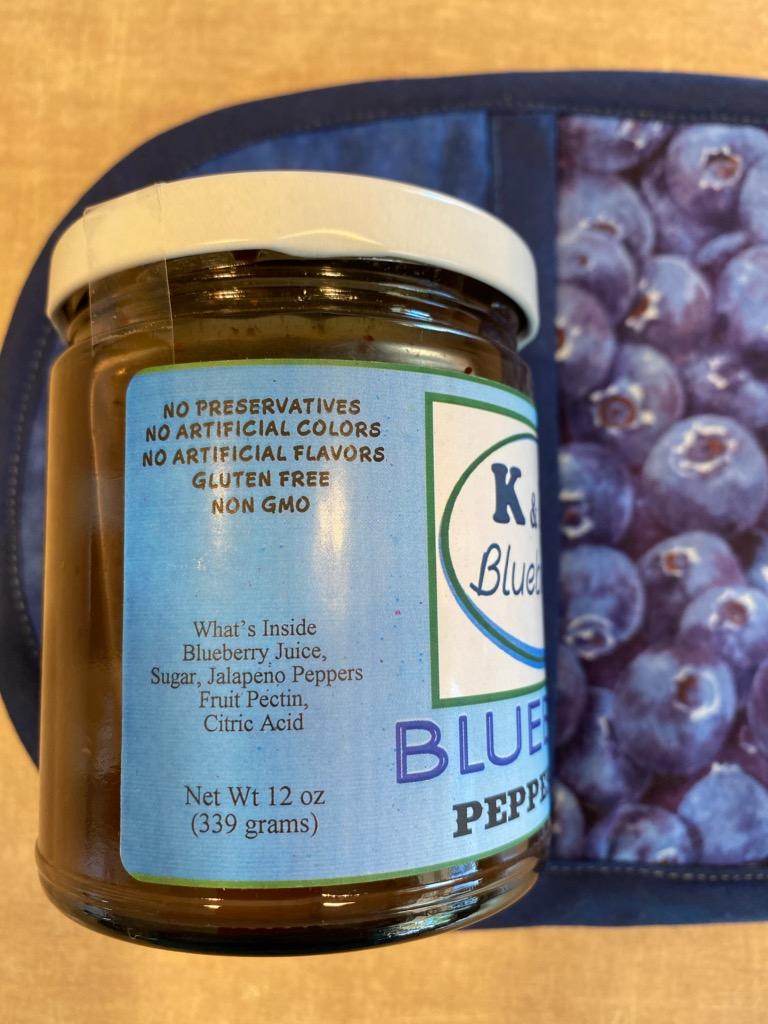 NO PRESERVATIVES
NO ARTIFICIAL COLORS
NO ARTIFICIAL FLAVORS
GLUTEN FREE
NON GMO
What's Inside
Blueberry Juice,
Sugar, Jalapeno Peppers
Fruit Pectin,
Citric Acid
Net Wt 12 oz
(339 grams)
K &